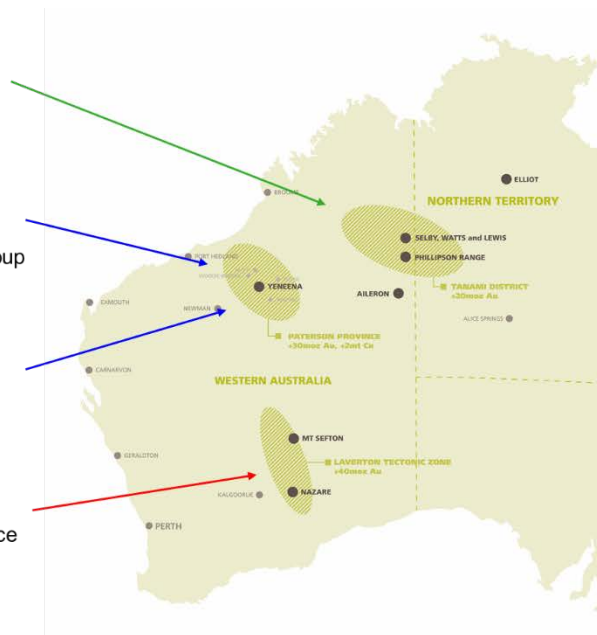 BROOME
ELLIOT
NORTHERN TERRITORY
SELBY, WATTS and LEWIS
oup
PORT HEDLAND
PHILLIPSON RANGE
YENEENA
AILERON
TANAMI DISTRICT
+30moz Au
EXMOUTH
NEWMAN
ALICE SPRINGS
PATERSON PROVINCE
+30moz Au, +2mt Cu
CARNARVON
WESTERN AUSTRALIA
MT SEFTON
GERALDTON
LAVERTON TECTONIC ZONE
+40moz Au
KALGOORLIE
NAZARE
PERTH
ce